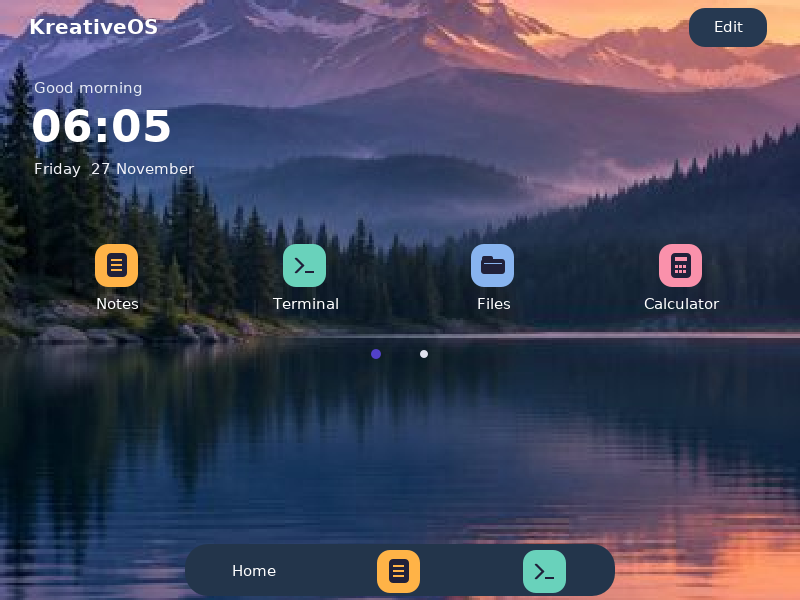 KreativeOS
Edit
Good morning
06:05
Friday 27 November
Notes
Terminal
Files
Calculator
Home